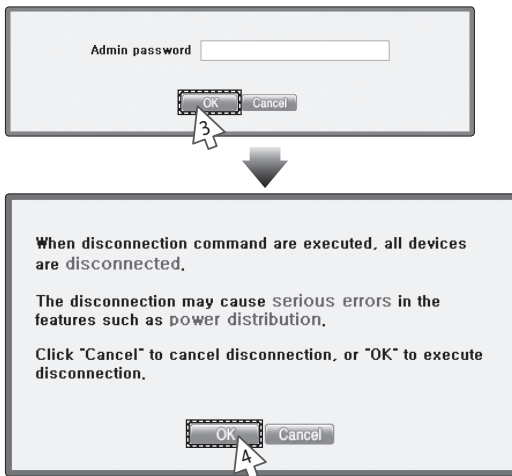 Admin password
OK Cancel
3
When disconnection command are executed, all devices
are disconnected.
The disconnection may cause serious errors in the
features such as power distribution.
Click "Cancel" to cancel disconnection, or "OK" to execute
disconnection.
OK Cancel
4